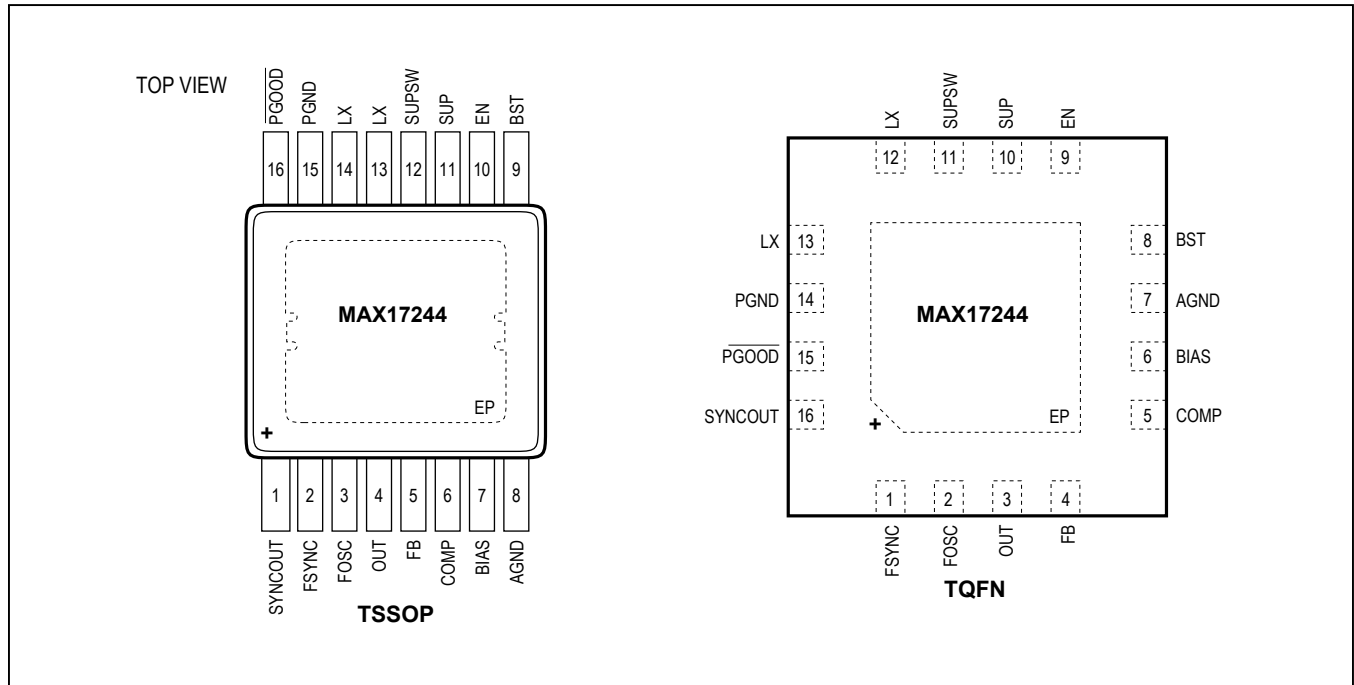 TOP VIEW
PGOOD
PGND
LX
LX
SUPSW
SUP
EN
BST
16
15
14
13
12
11
10
9
MAX17244
EP
+
1
2
3
4
5
6
7
8
SYNCOUT
FSYNC
FOSC
OUT
FB
COMP
BIAS
AGND
TSSOP
LX
SUPSW
SUP
EN
12
11
10
9
LX 13
8 BST
PGND 14
7 AGND
MAX17244
PGOOD 15
6 BIAS
SYNCOUT 16
5 COMP
+
EP
1
2
3
4
FSYNC
FOSC
OUT
FB
TQFN